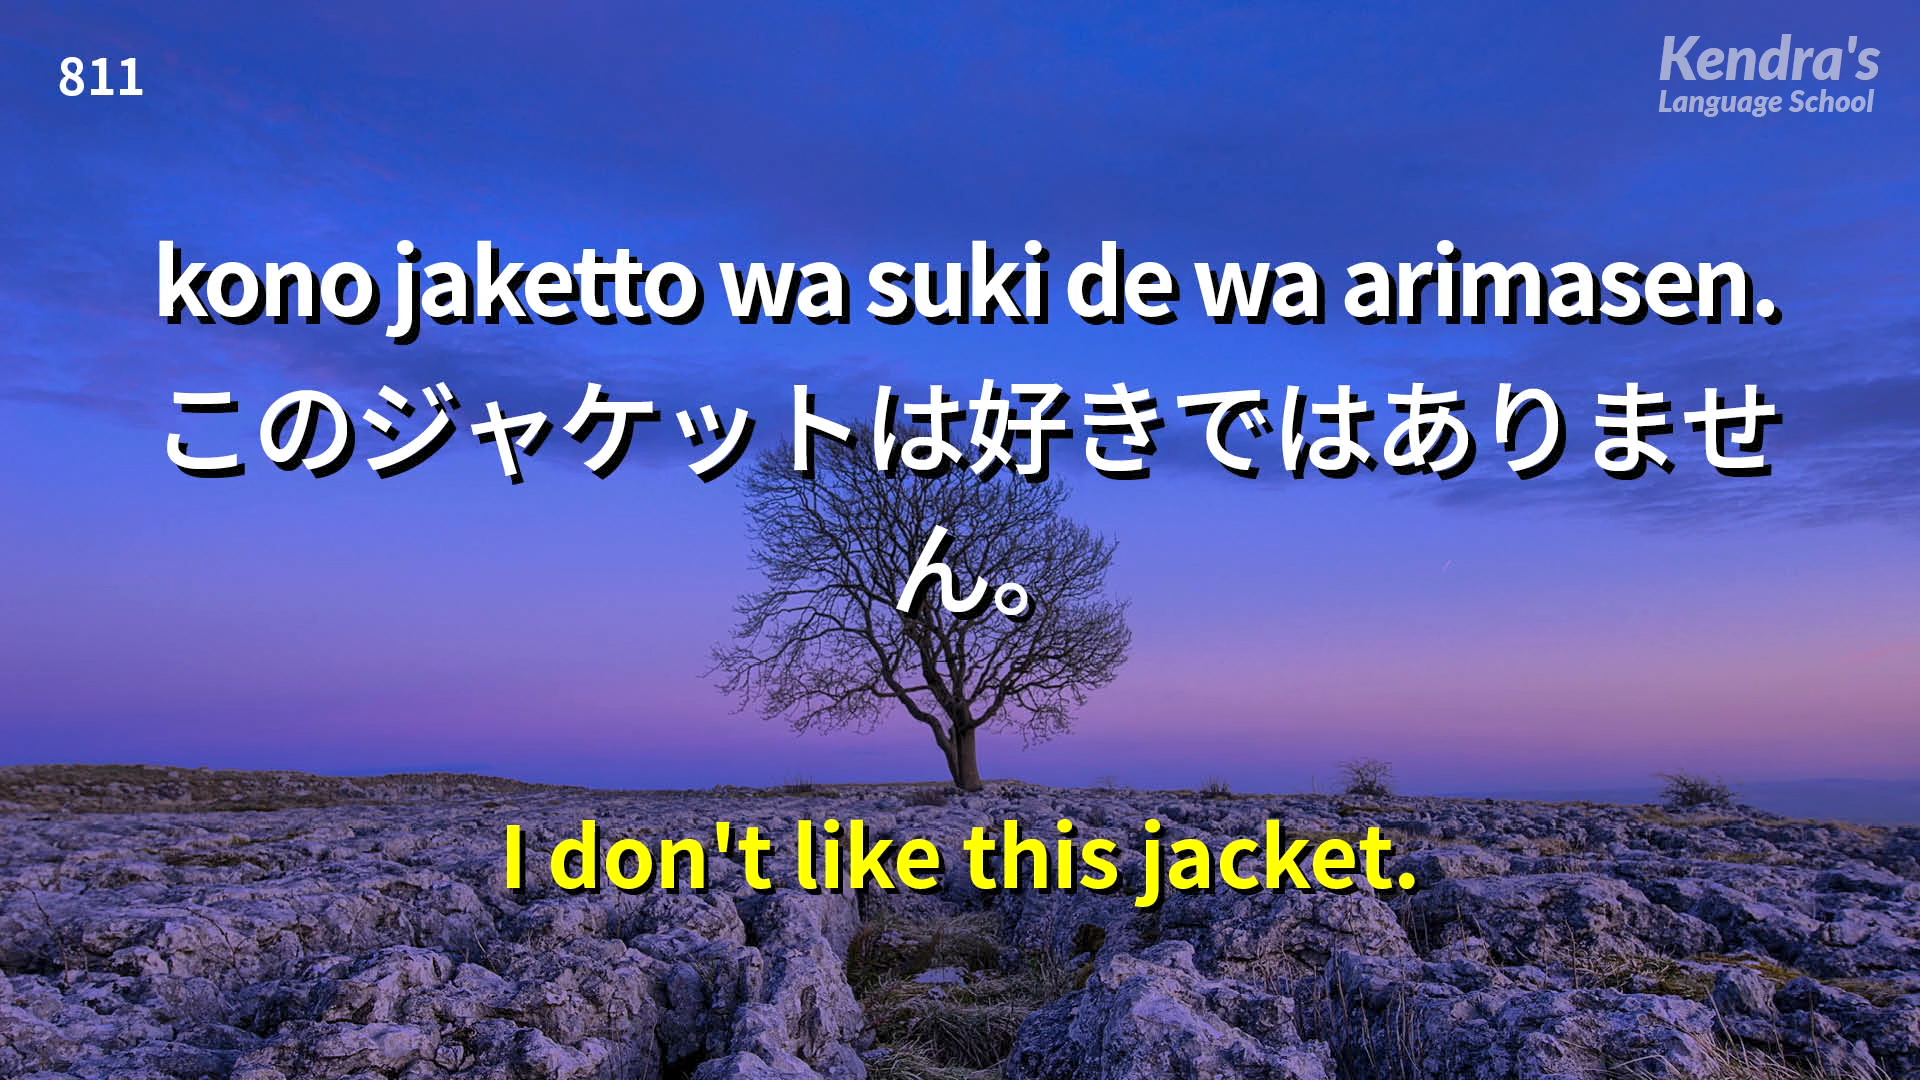 811
Kendra's
Language School
kono jaketto wa suki de wa arimasen.
このジャケットは好きではありませ
ん。
I don't like this jacket.